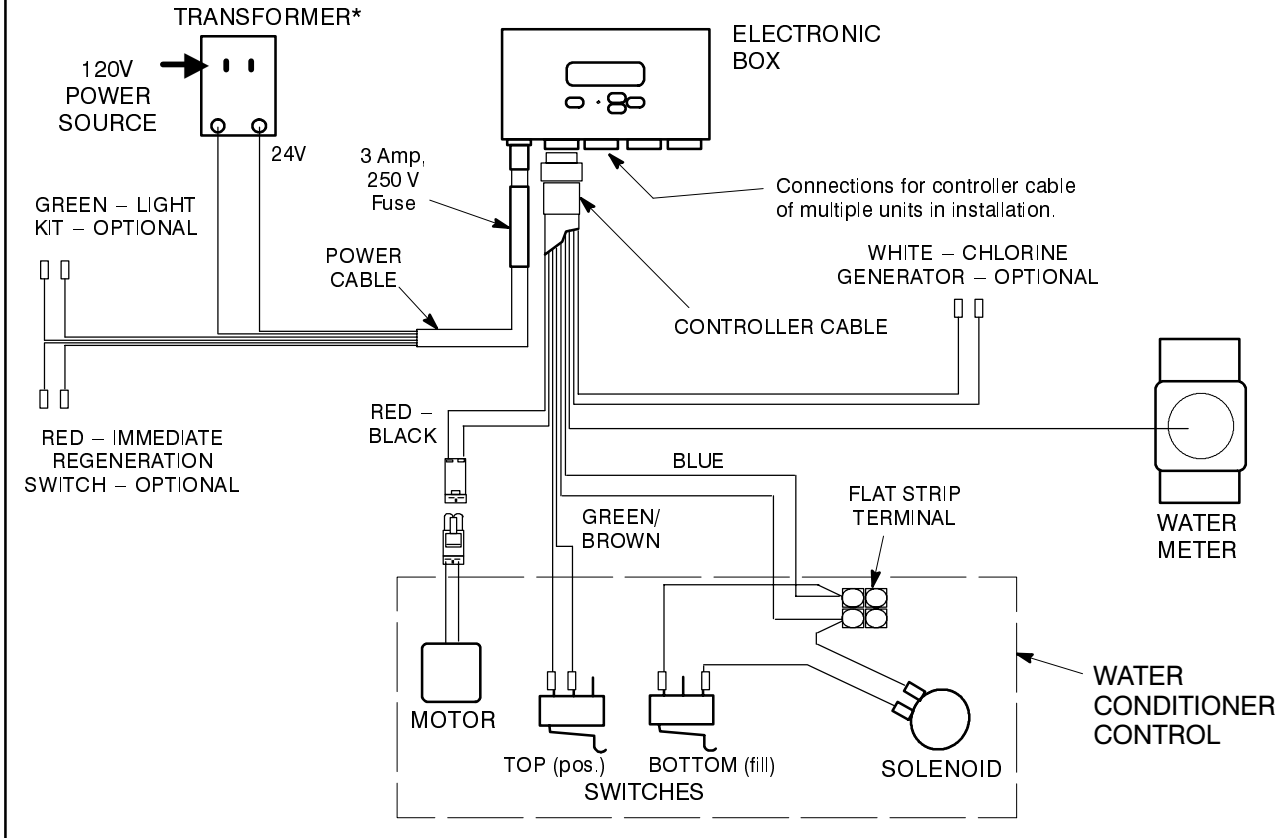 TRANSFORMER*
120V
POWER
SOURCE
24V
ELECTRONIC
BOX
3 Amp,
250 V
Fuse
Connections for controller cable
of multiple units in installation.
GREEN – LIGHT
KIT – OPTIONAL
POWER
CABLE
WHITE – CHLORINE
GENERATOR – OPTIONAL
CONTROLLER CABLE
RED – IMMEDIATE
REGENERATION
SWITCH – OPTIONAL
RED –
BLACK
BLUE
GREEN/
BROWN
FLAT STRIP
TERMINAL
WATER
METER
MOTOR
TOP (pos.)
BOTTOM (fill)
SWITCHES
SOLENOID
WATER
CONDITIONER
CONTROL